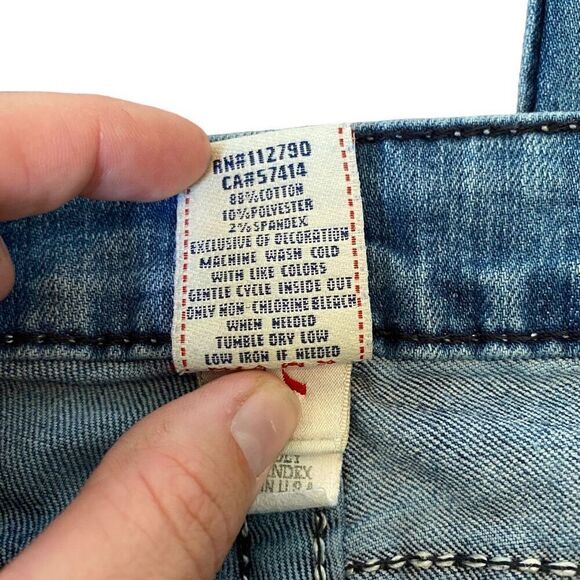 RN#112790
CA#57414
88%COTTON
10%POLYESTER
2%SPANDEX
EXCLUSIVE OF DECORATION
MACHINE WASH COLD
WITH LIKE COLORS
GENTLE CYCLE INSIDE OUT
ONLY NON-CHLORINE BLEACH
WHEN NEEDED
TUMBLE DRY LOW
LOW IRON IF NEEDED
IN U.S.A